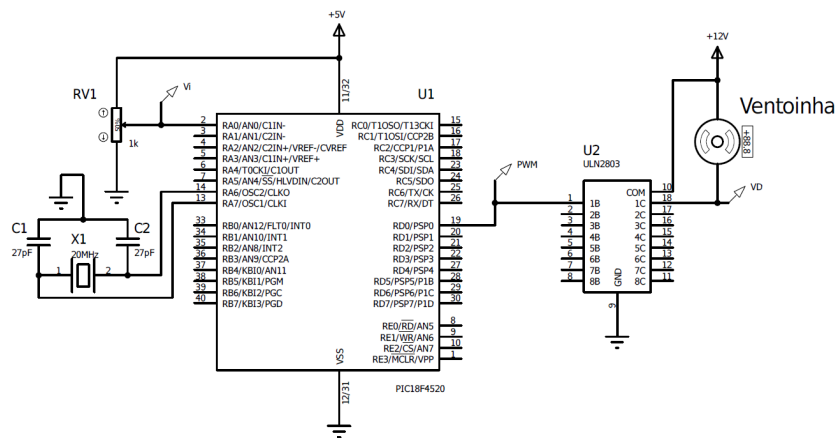 +5V
+12V
RV1
Vi
50%
1k
U1
11/32
VDD
2 RA0/AN0/C1IN-
3 RA1/AN1/C2IN-
4 RA2/AN2/C2IN+/VREF-/CVREF
5 RA3/AN3/C1IN+/VREF+
6 RA4/T0CKI/C1OUT
7 RA5/AN4/SS/HLVDIN/C2OUT
14 RA6/OSC2/CLKO
13 RA7/OSC1/CLKI
33 RB0/AN12/FLT0/INT0
34 RB1/AN10/INT1
35 RB2/AN8/INT2
36 RB3/AN9/CCP2A
37 RB4/KBI0/AN11
38 RB5/KBI1/PGM
39 RB6/KBI2/PGC
40 RB7/KBI3/PGD
RC0/T1OSO/T13CKI 15
RC1/T1OSI/CCP2B 16
RC2/CCP1/P1A 17
RC3/SCK/SCL 18
RC4/SDI/SDA 23
RC5/SDO 24
RC6/TX/CK 25
RC7/RX/DT 26
RD0/PSP0 19
RD1/PSP1 20
RD2/PSP2 21
RD3/PSP3 22
RD4/PSP4 27
RD5/PSP5/P1B 28
RD6/PSP6/P1C 29
RD7/PSP7/P1D 30
RE0/RD/AN5 8
RE1/WR/AN6 9
RE2/CS/AN7 10
RE3/MCLR/VPP 1
VSS
12/31
PIC18F4520
C1
27pF
X1
20MHz
1 2
C2
27pF
PWM
U2
ULN2803
1 1B
2 2B
3 3B
4 4B
5 5B
6 6B
7 7B
8 8B
COM 10
1C 18
2C 17
3C 16
4C 15
5C 14
6C 13
7C 12
8C 11
GND
9
Ventoinha
+88.8
VD